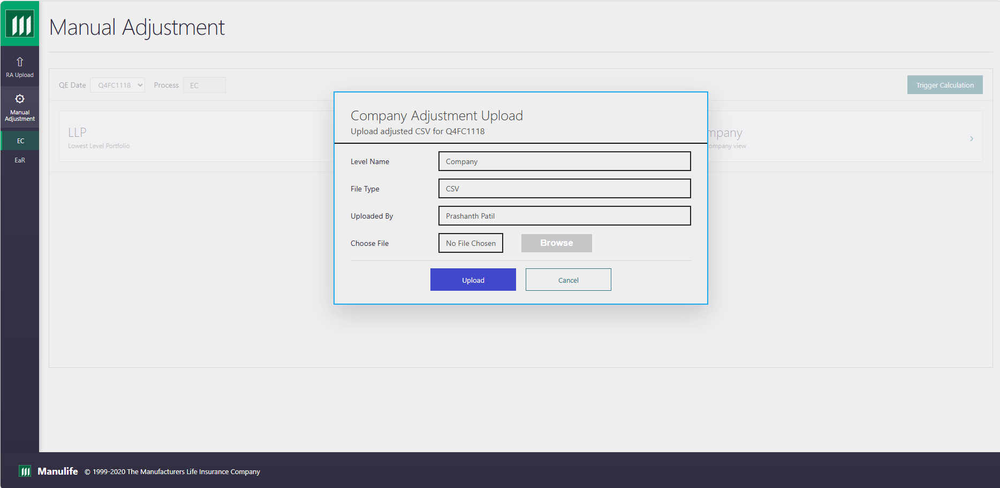 Manual Adjustment
RA Upload
Manual
Adjustment
EC
EaR
QE Date Q4FC1118 Process EC
Trigger Calculation
LLP
Lowest Level Portfolio
mpany
ompany view
Company Adjustment Upload
Upload adjusted CSV for Q4FC1118
Level Name Company
File Type CSV
Uploaded By Prashanth Patil
Choose File No File Chosen Browse
Upload Cancel
Manulife © 1999-2020 The Manufacturers Life Insurance Company